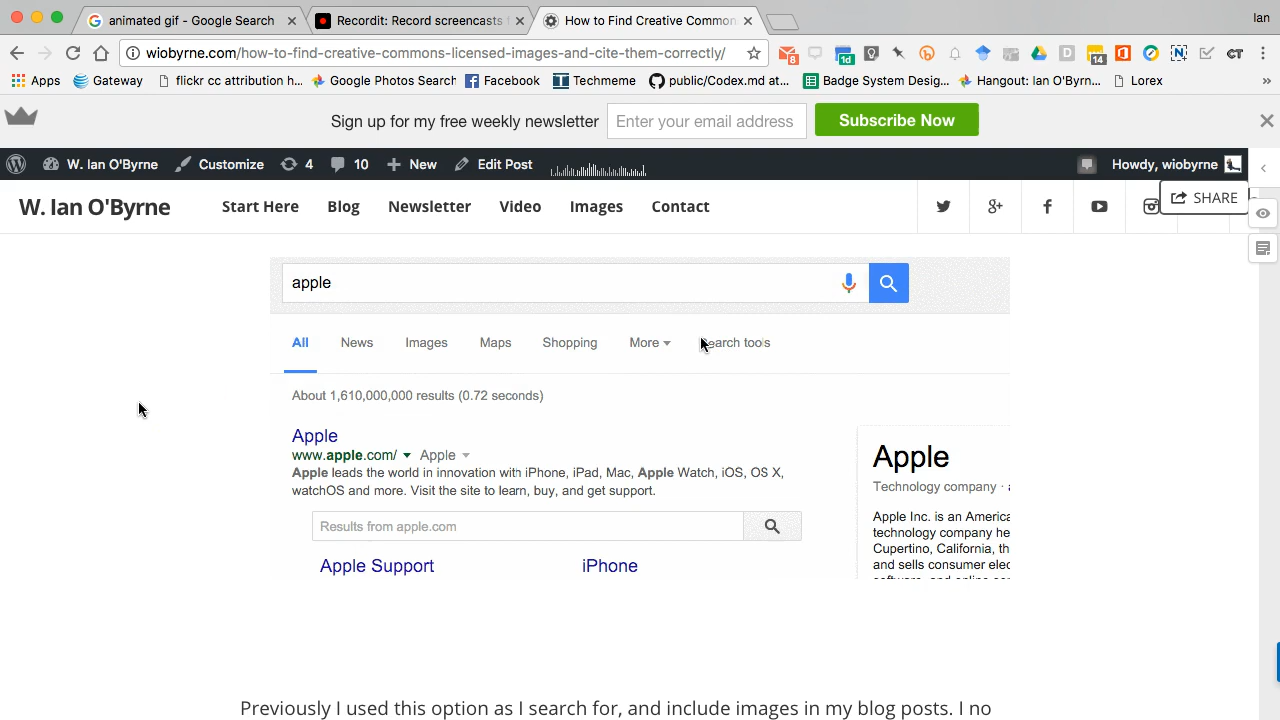 animated gif - Google Search
Recordit: Record screencasts
How to Find Creative Common
Ian
wiobyrne.com/how-to-find-creative-commons-licensed-images-and-cite-them-correctly/
8
1d
14
Apps
Gateway
flickr cc attribution h...
Google Photos Search
Facebook
Techmeme
public/Codex.md at...
Badge System Desig...
Hangout: Ian O'Byrn...
Lorex
»
Sign up for my free weekly newsletter
Enter your email address
Subscribe Now
W. Ian O'Byrne
Customize
4
10
New
Edit Post
Howdy, wiobyrne
W. Ian O'Byrne
Start Here
Blog
Newsletter
Video
Images
Contact
SHARE
apple
All
News
Images
Maps
Shopping
More
earch tools
About 1,610,000,000 results (0.72 seconds)
Apple
www.apple.com/
Apple
Apple leads the world in innovation with iPhone, iPad, Mac, Apple Watch, iOS, OS X,
watchOS and more. Visit the site to learn, buy, and get support.
Results from apple.com
Apple Support
iPhone
Apple
Technology company ·
Apple Inc. is an America
technology company he
Cupertino, California, th
and sells consumer elec
Previously I used this option as I search for, and include images in my blog posts. I no